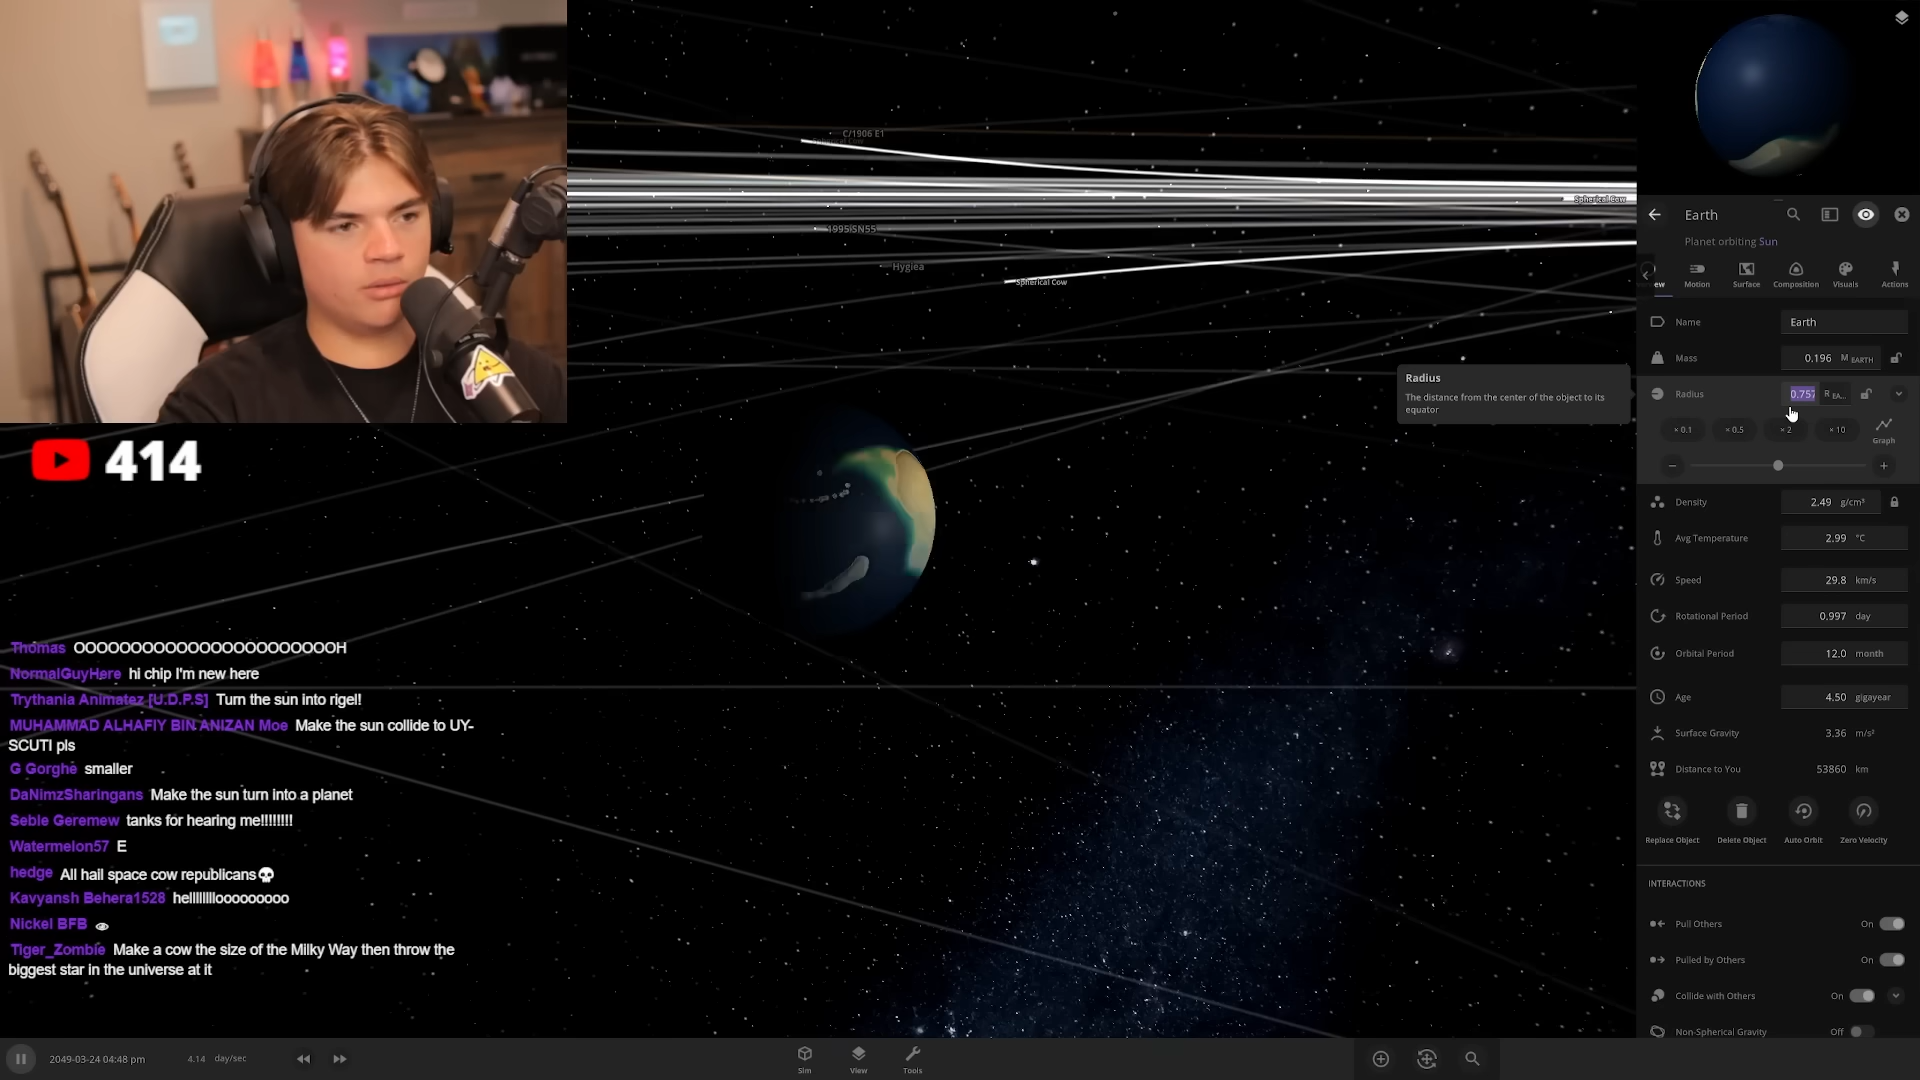 C/1906 E1
Spherical Cow
1995 SN55
Hygiea
Spherical Cow
414
Thomas OOOOOOOOOOOOOOOOOOOOOOOH
NormalGuyHere hi chip I'm new here
Trythania Animatez [U.D.P.S] Turn the sun into rigel!
MUHAMMAD ALHAFIY BIN ANIZAN Moe Make the sun collide to UY-
SCUTI pls
G Gorghe smaller
DaNimzSharingans Make the sun turn into a planet
Seble Geremew tanks for hearing me!!!!!!!!
Watermelon57 E
hedge All hail space cow republicans💀
Kavyansh Behera1528 hellllllllooooooooo
Nickel BFB 👁
Tiger_Zombie Make a cow the size of the Milky Way then throw the
biggest star in the universe at it
Radius
The distance from the center of the object to its
equator
Earth
Planet orbiting Sun
Motion Surface Composition Visuals Actions
Name Earth
Mass 0.196 M EARTH
Radius 0.757 R EA...
× 0.1 × 0.5 × 2 × 10 Graph
Density 2.49 g/cm³
Avg Temperature 2.99 °C
Speed 29.8 km/s
Rotational Period 0.997 day
Orbital Period 12.0 month
Age 4.50 gigayear
Surface Gravity 3.36 m/s²
Distance to You 53860 km
Replace Object Delete Object Auto Orbit Zero Velocity
INTERACTIONS
Pull Others On
Pulled by Others On
Collide with Others On
Non-Spherical Gravity Off
2049-03-24 04:48 pm 4.14 day/sec
Sim View Tools